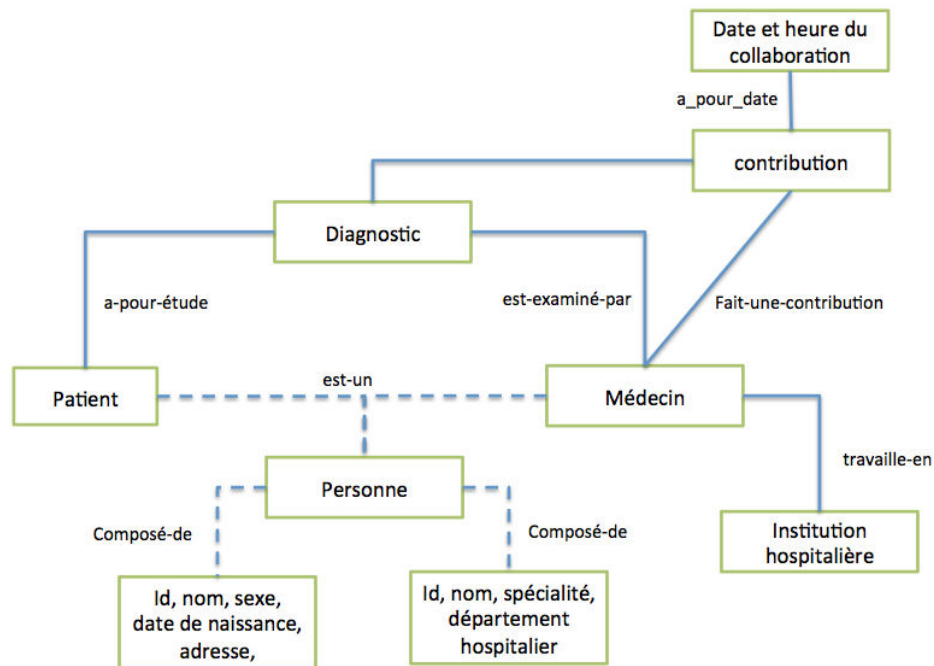 Date et heure du
collaboration
a_pour_date
contribution
Diagnostic
a-pour-étude
est-examiné-par
Fait-une-contribution
est-un
Patient
Médecin
travaille-en
Personne
Composé-de
Composé-de
Institution
hospitalière
Id, nom, sexe,
date de naissance,
adresse,
Id, nom, spécialité,
département
hospitalier